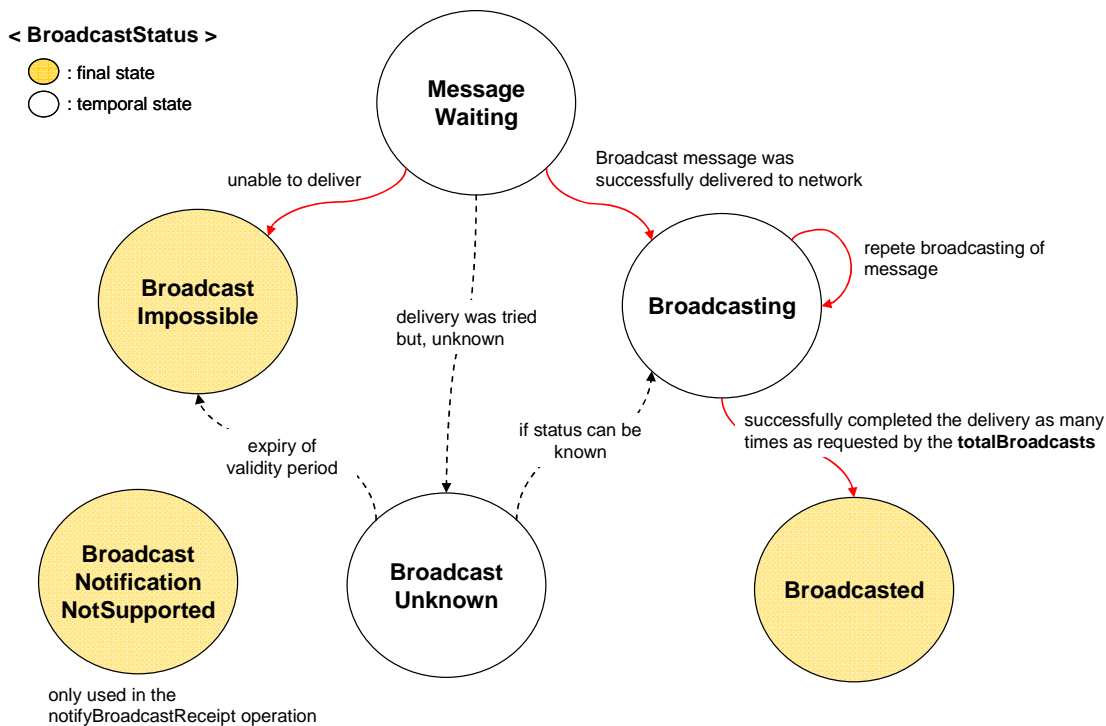 < BroadcastStatus >
: final state
: temporal state
Message
Waiting
unable to deliver
Broadcast message was
successfully delivered to network
repete broadcasting of
message
Broadcast
Impossible
Broadcasting
delivery was tried
but, unknown
successfully completed the delivery as many
times as requested by the totalBroadcasts
if status can be
known
expiry of
validity period
Broadcast
Notification
NotSupported
Broadcast
Unknown
Broadcasted
only used in the
notifyBroadcastReceipt operation